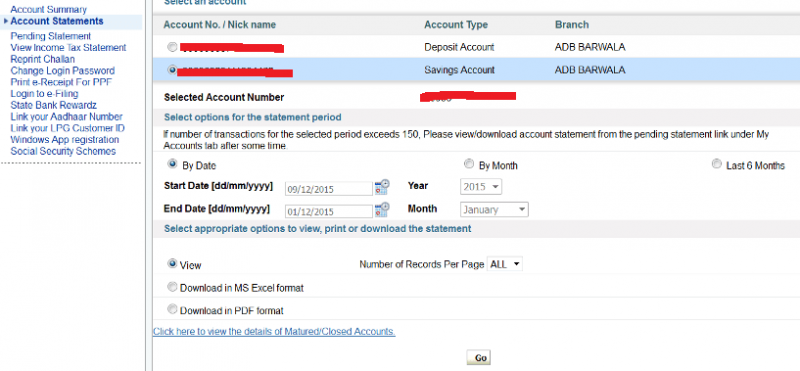 Account Summary
Account Statements
Pending Statement
View Income Tax Statement
Reprint Challan
Change Login Password
Print e-Receipt For PPF
Login to e-Filing
State Bank Rewardz
Link your Aadhaar Number
Link your LPG Customer ID
Windows App registration
Social Security Schemes
Select an account
Account No. / Nick name Account Type Branch
Deposit Account ADB BARWALA
Savings Account ADB BARWALA
Selected Account Number
Select options for the statement period
If number of transactions for the selected period exceeds 150, Please view/download account statement from the pending statement link under My
Accounts tab after some time.
By Date By Month Last 6 Months
Start Date [dd/mm/yyyy] 09/12/2015 Year 2015
End Date [dd/mm/yyyy] 01/12/2015 Month January
Select appropriate options to view, print or download the statement
View Number of Records Per Page ALL
Download in MS Excel format
Download in PDF format
Click here to view the details of Matured/Closed Accounts.
Go